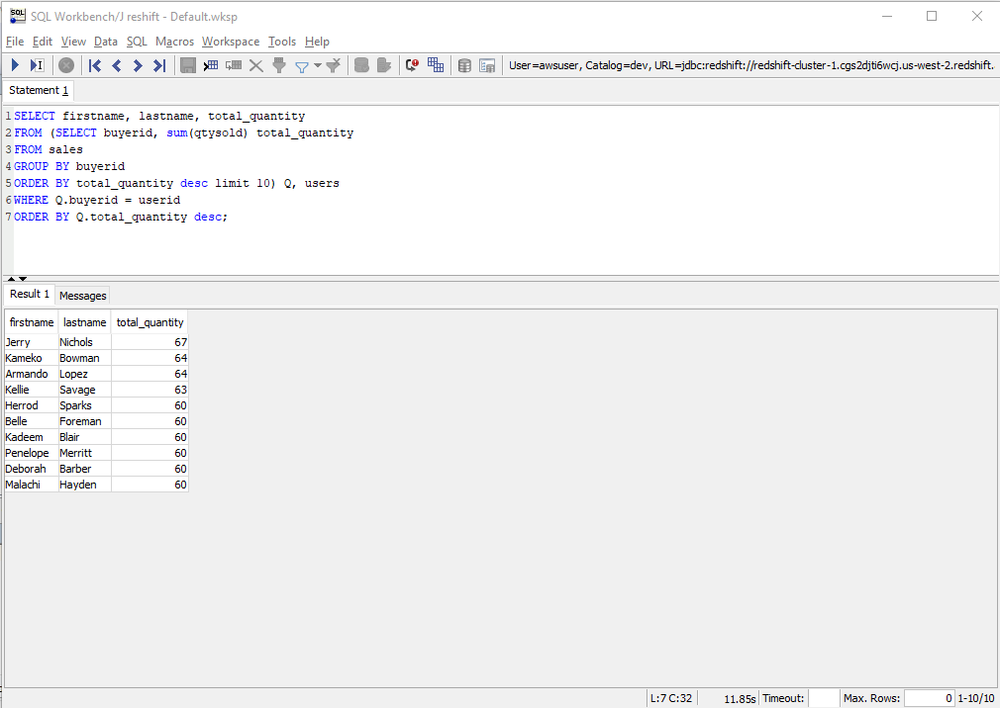 SQL Workbench/J reshift - Default.wksp
File Edit View Data SQL Macros Workspace Tools Help
User=awsuser, Catalog=dev, URL=jdbc:redshift://redshift-cluster-1.cgs2djti6wcj.us-west-2.redshift.
Statement 1
1 SELECT firstname, lastname, total_quantity
2 FROM (SELECT buyerid, sum(qtysold) total_quantity
3 FROM sales
4 GROUP BY buyerid
5 ORDER BY total_quantity desc limit 10) Q, users
6 WHERE Q.buyerid = userid
7 ORDER BY Q.total_quantity desc;
Result 1 Messages
firstname lastname total_quantity
Jerry Nichols 67
Kameko Bowman 64
Armando Lopez 64
Kellie Savage 63
Herrod Sparks 60
Belle Foreman 60
Kadeem Blair 60
Penelope Merritt 60
Deborah Barber 60
Malachi Hayden 60
L:7 C:32 11.85s Timeout: Max. Rows: 0 1-10/10